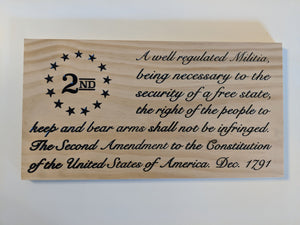 2ND
A well regulated Militia,
being necessary to the
security of a free state,
the right of the people to
keep and bear arms shall not be infringed.
The Second Amendment to the Constitution
of the United States of America. Dec. 1791